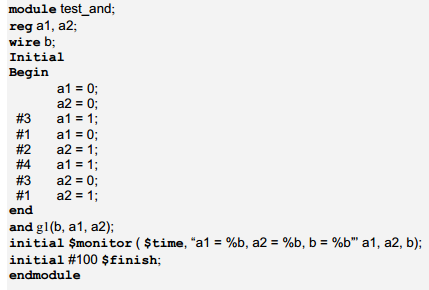 module test_and;
reg a1, a2;
wire b;
Initial
Begin
a1 = 0;
a2 = 0;
#3 a1 = 1;
#1 a1 = 0;
#2 a2 = 1;
#4 a1 = 1;
#3 a2 = 0;
#1 a2 = 1;
end
and g1(b, a1, a2);
initial $monitor ( $time, “a1 = %b, a2 = %b, b = %b”’ a1, a2, b);
initial #100 $finish;
endmodule